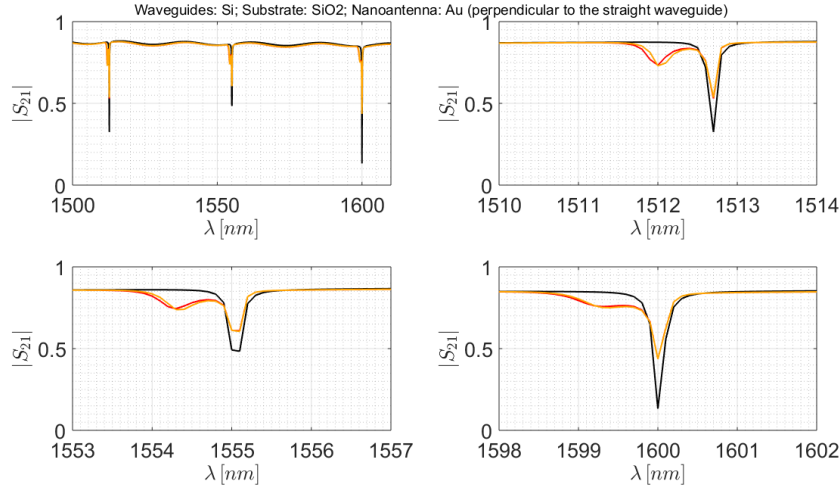 Waveguides: Si; Substrate: SiO2; Nanoantenna: Au (perpendicular to the straight waveguide)
1
0.5
0
|S21|
1500 1550 1600
λ [nm]
1
0.5
0
|S21|
1510 1511 1512 1513 1514
λ [nm]
1
0.5
0
|S21|
1553 1554 1555 1556 1557
λ [nm]
1
0.5
0
|S21|
1598 1599 1600 1601 1602
λ [nm]